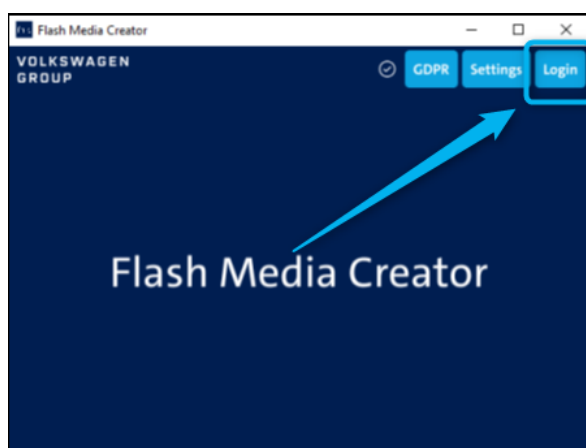 Flash Media Creator
VOLKSWAGEN
GROUP
GDPR
Settings
Login
Flash Media Creator